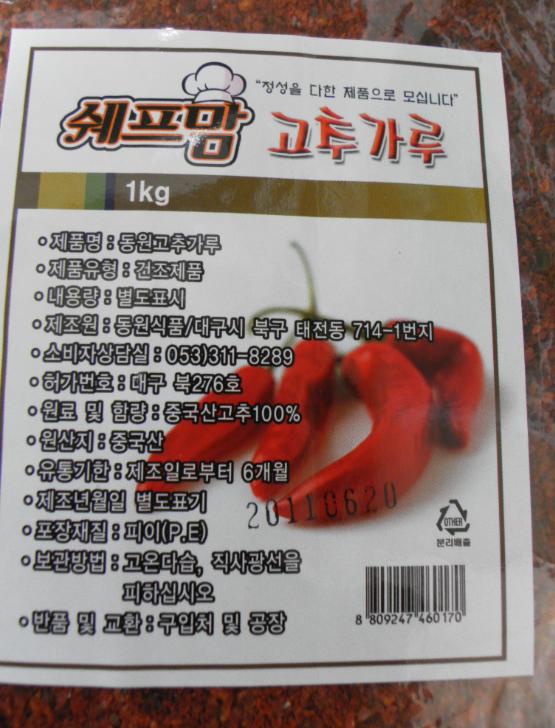 "정성을 다한 제품으로 모십니다"
쉐프맘 고추가루
1kg
• 제품명 : 동원고추가루
• 제품유형 : 건조제품
• 내용량 : 별도표시
• 제조원 : 동원식품/대구시 북구 태전동 714-1번지
• 소비자상담실 : 053)311-8289
• 허가번호 : 대구 북276호
• 원료 및 함량 : 중국산고추100%
• 원산지 : 중국산
• 유통기한 : 제조일로부터 6개월
• 제조년월일 별도표기
20110620
• 포장재질 : 피이(P.E)
• 보관방법 : 고온다습, 직사광선을
피하십시오
• 반품 및 교환 : 구입처 및 공장
OTHER
분리배출
8 809247 460170